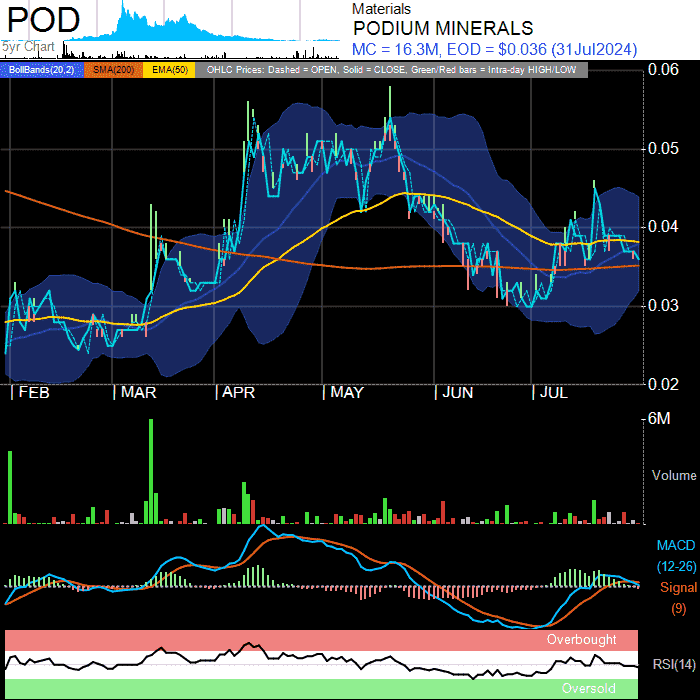 POD
5yr Chart
Materials
PODIUM MINERALS
MC = 16.3M, EOD = $0.036 (31Jul2024)
BollBands(20,2) SMA(200) EMA(50) OHLC Prices: Dashed = OPEN, Solid = CLOSE, Green/Red bars = Intra-day HIGH/LOW
0.06
0.05
0.04
0.03
0.02
FEB MAR APR MAY JUN JUL
6M
Volume
MACD
(12-26)
Signal
(9)
Overbought
RSI(14)
Oversold